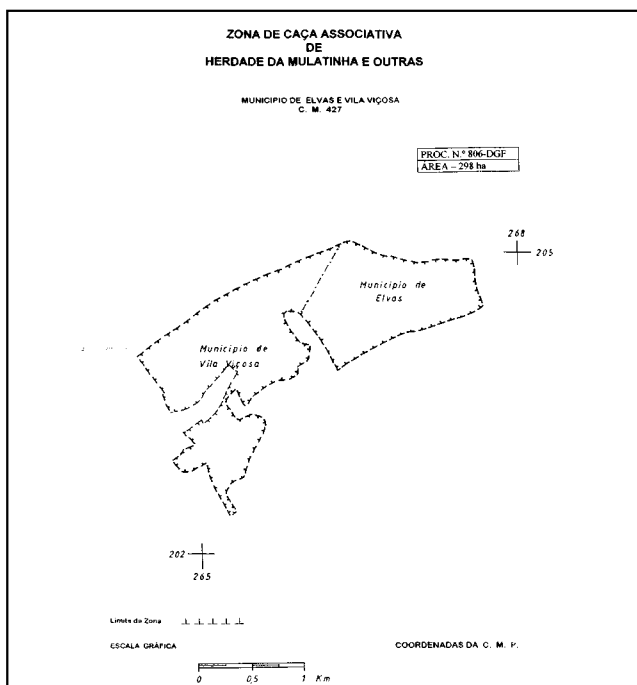 ZONA DE CAÇA ASSOCIATIVA
DE
HERDADE DA MULATINHA E OUTRAS
MUNICIPIO DE ELVAS E VILA VIÇOSA
C. M. 427
PROC. N.º 806-DGF
ÁREA – 298 ha
268
205
Município de
Elvas
Município de
Vila Viçosa
202
265
Limite da Zona
ESCALA GRÁFICA
COORDENADAS DA C. M. P.
0 0,5 1 Km